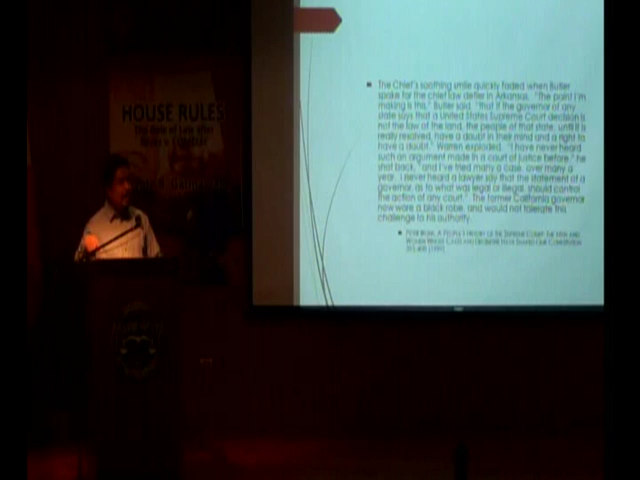 HOUSE RULES
The Rule of Law after
The Chief's soothing smile quickly faded when Butler
spoke for the chief law defier in Arkansas. "The point I'm
making is this," Butler said, "that if the governor of any
state says that a United States Supreme Court decision is
not the law of the land, the people of that state, until it is
really resolved, have a doubt in their mind and a right to
have a doubt." Warren exploded. "I have never heard
such an argument made in a court of justice before," he
shot back, "and I've tried many a case, over many a
year. I never heard a lawyer say that the statement of a
governor, as to what was legal or illegal, should control
the action of any court." The former California governor
now wore a black robe, and would not tolerate this
challenge to his authority.